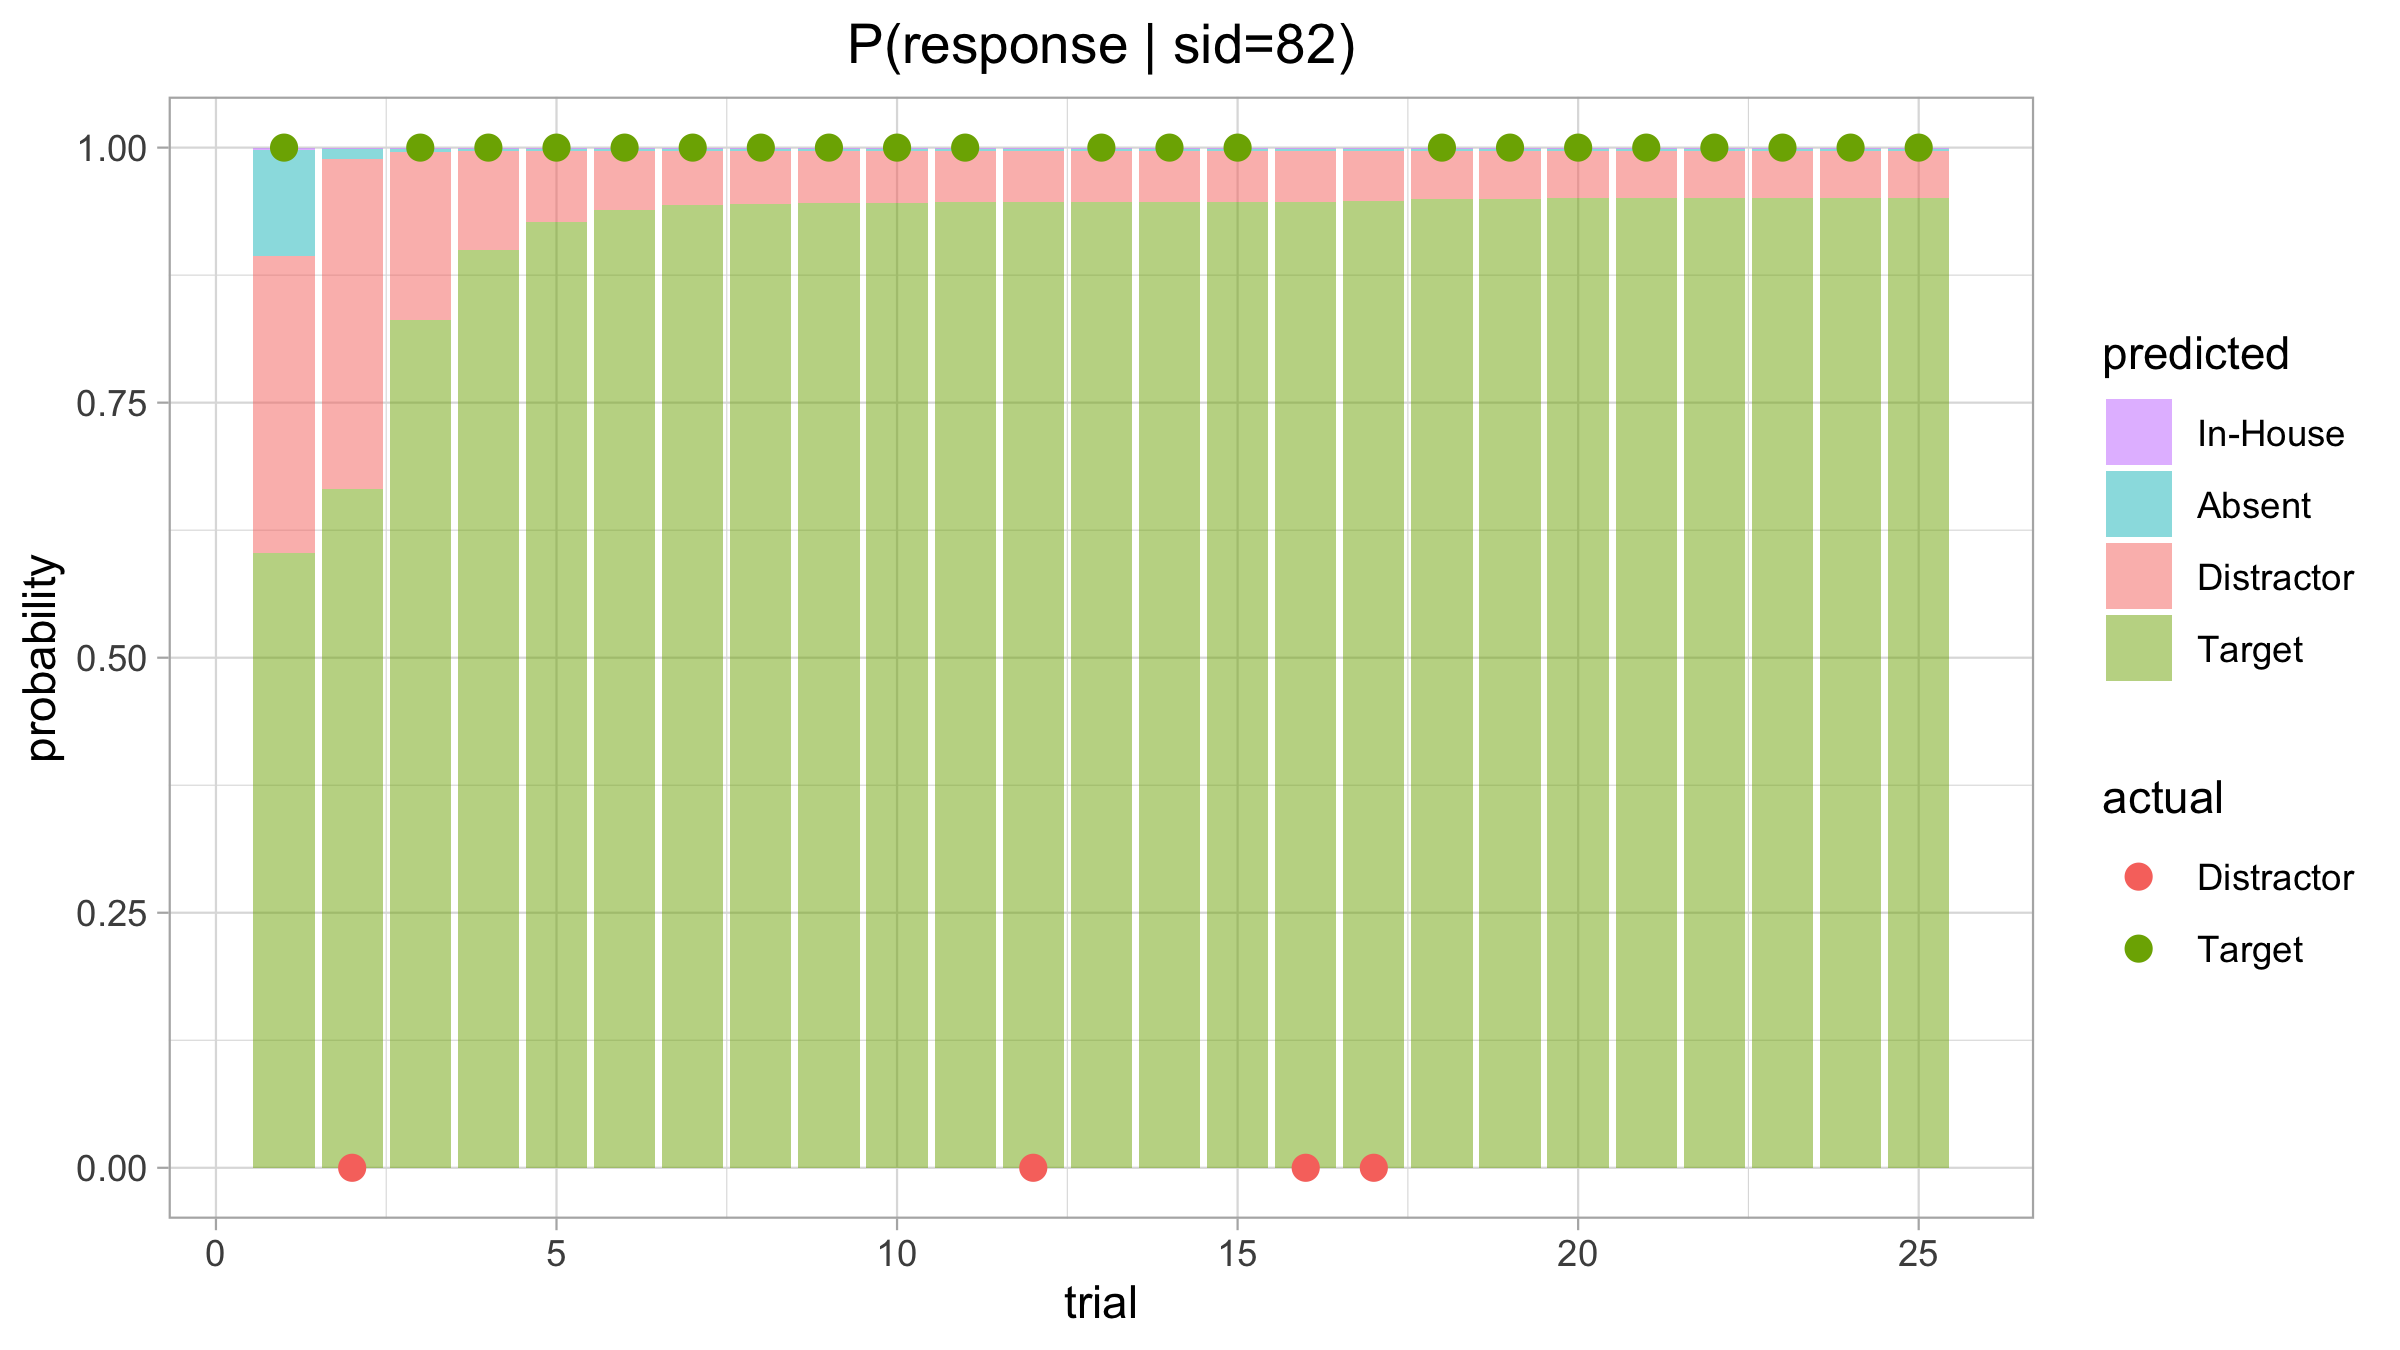 P(response | sid=82)
probability
1.00
0.75
0.50
0.25
0.00
0 5 10 15 20 25
trial
predicted
In-House
Absent
Distractor
Target
actual
Distractor
Target